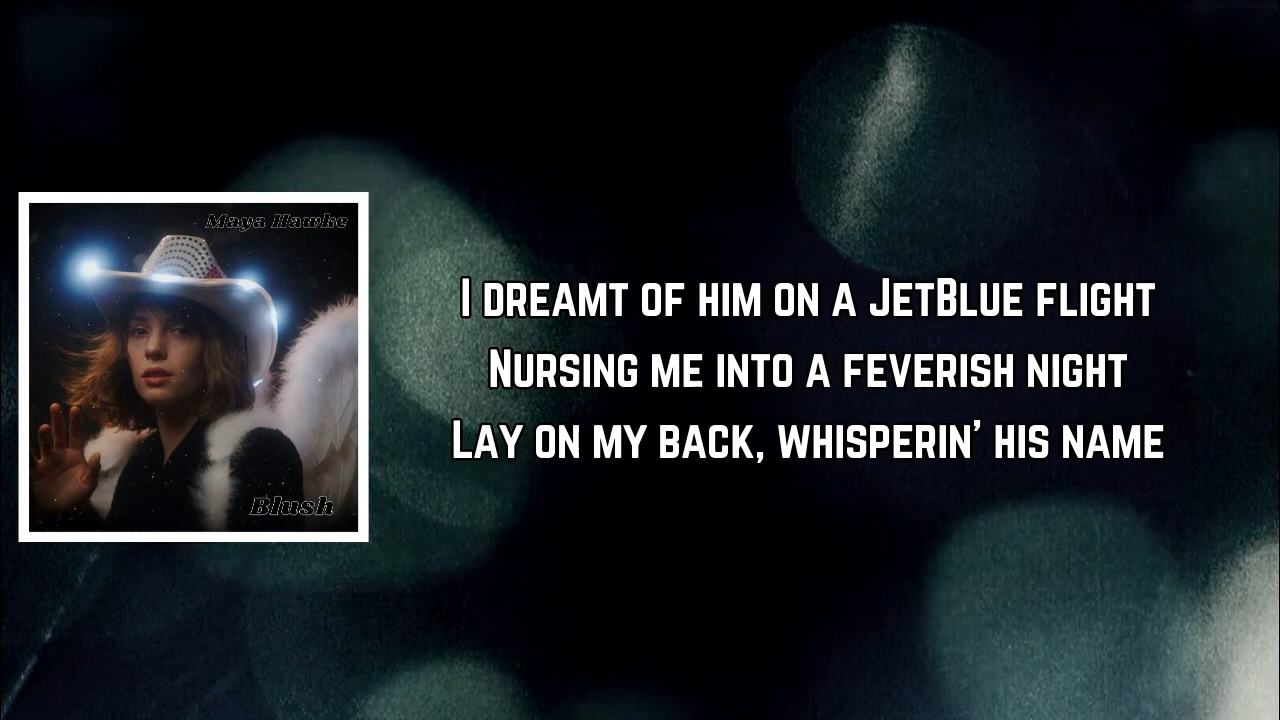 Maya Hawke
Blush
I dreamt of him on a JetBlue flight
Nursing me into a feverish night
Lay on my back, whisperin' his name